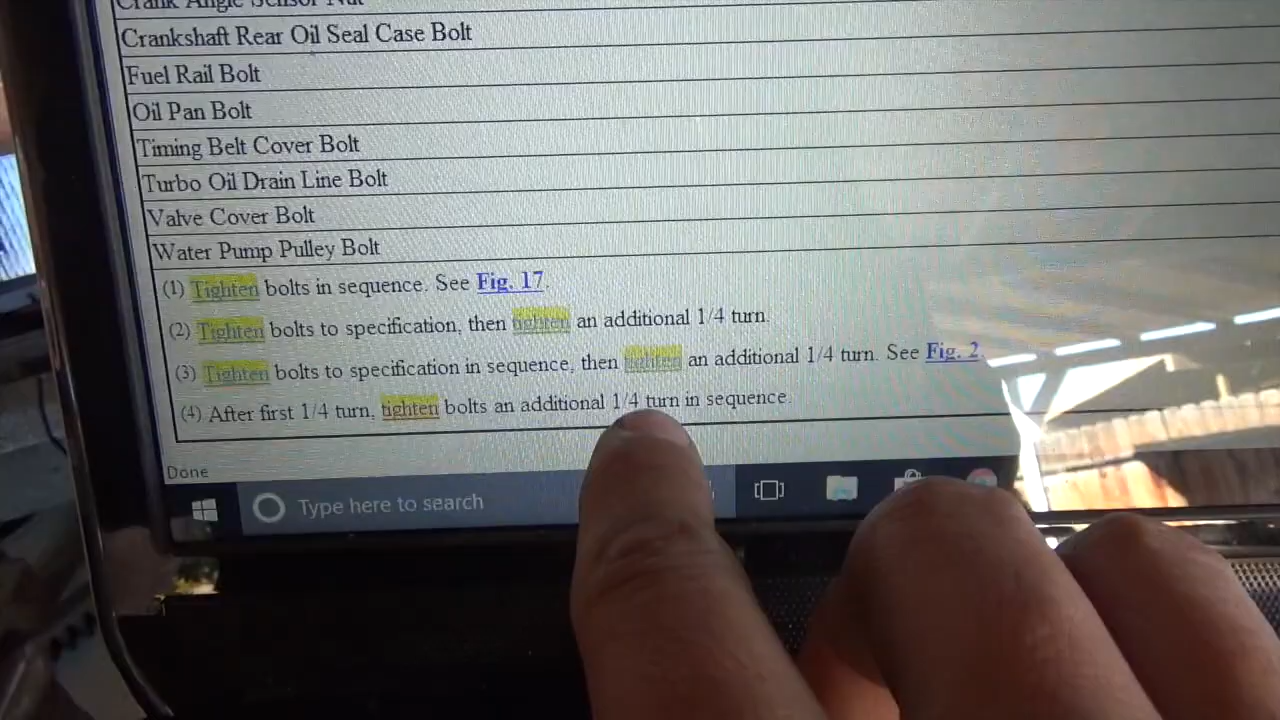 Crank Angle Sensor Nut
Crankshaft Rear Oil Seal Case Bolt
Fuel Rail Bolt
Oil Pan Bolt
Timing Belt Cover Bolt
Turbo Oil Drain Line Bolt
Valve Cover Bolt
Water Pump Pulley Bolt
(1) Tighten bolts in sequence. See Fig. 17.
(2) Tighten bolts to specification, then tighten an additional 1/4 turn.
(3) Tighten bolts to specification in sequence, then tighten an additional 1/4 turn. See Fig. 2.
(4) After first 1/4 turn, tighten bolts an additional 1/4 turn in sequence.
Done
Type here to search